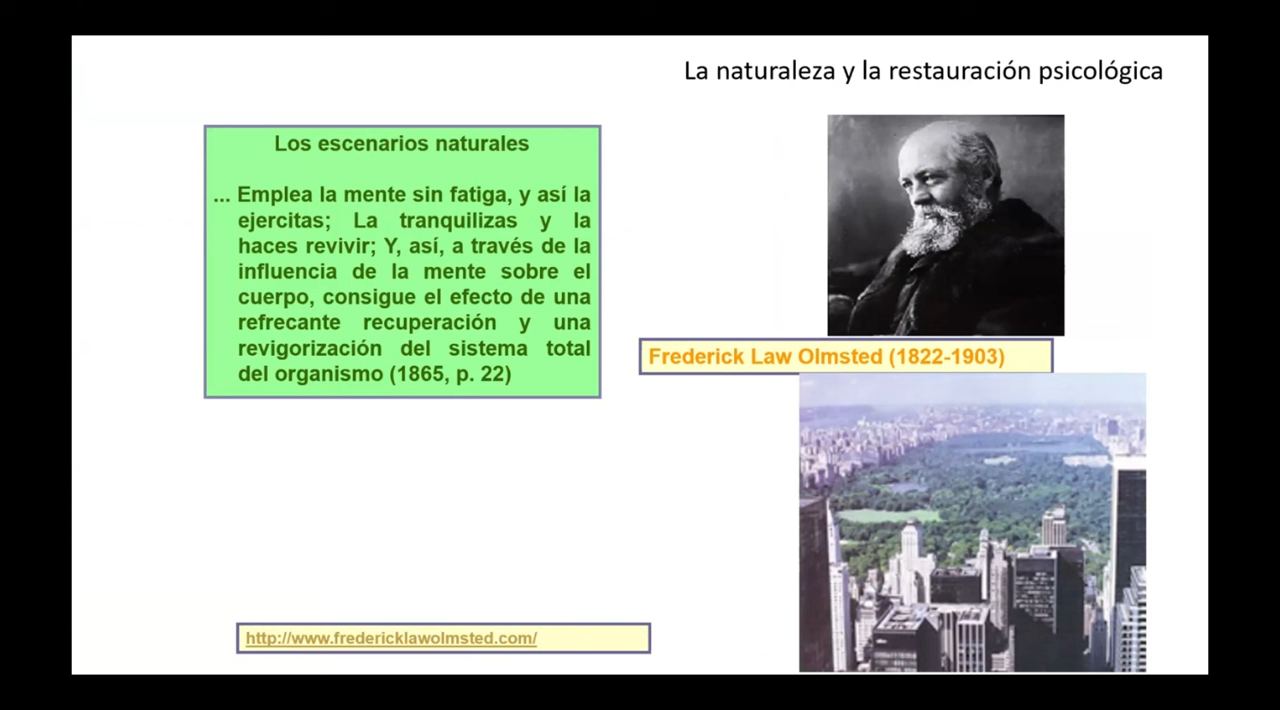 La naturaleza y la restauración psicológica
Los escenarios naturales
... Emplea la mente sin fatiga, y así la
ejercitas; La tranquilizas y la
haces revivir; Y, así, a través de la
influencia de la mente sobre el
cuerpo, consigue el efecto de una
refrecante recuperación y una
revigorización del sistema total
del organismo (1865, p. 22)
Frederick Law Olmsted (1822-1903)
http://www.fredericklawolmsted.com/